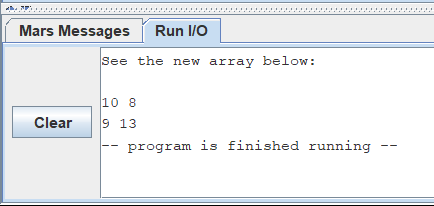 Mars Messages Run I/O
See the new array below:
10 8
Clear
9 13
-- program is finished running --